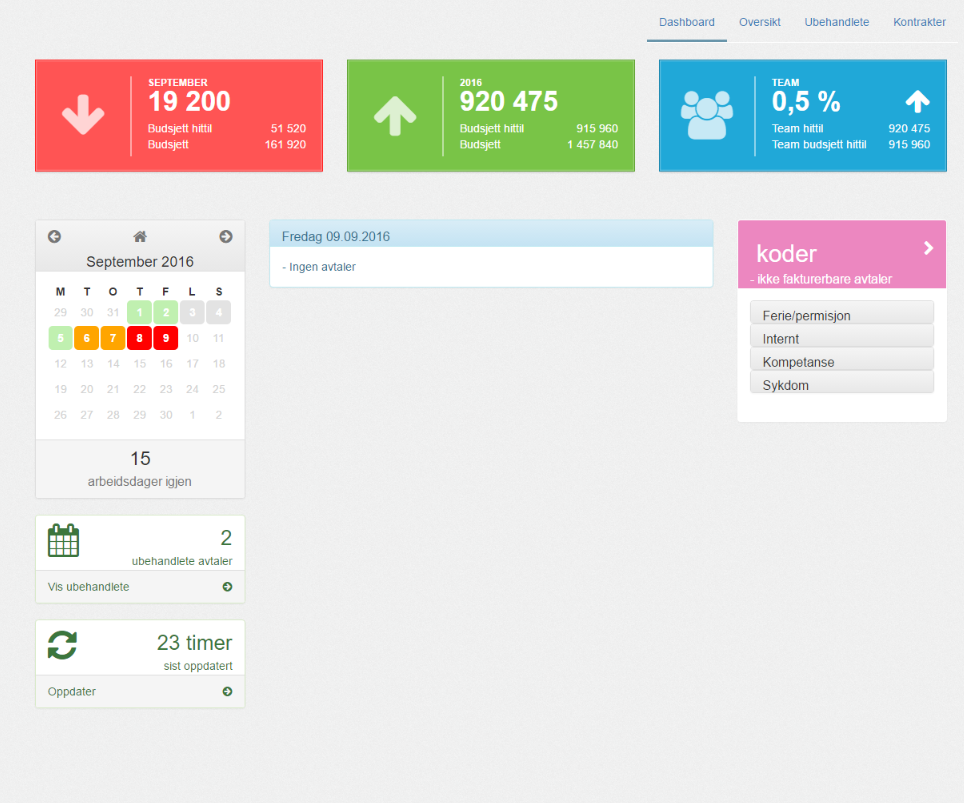 Dashboard Oversikt Ubehandlete Kontrakter
SEPTEMBER
19 200
Budsjett hittil 51 520
Budsjett 161 920
2016
920 475
Budsjett hittil 915 960
Budsjett 1 457 840
TEAM
0,5 %
Team hittil 920 475
Team budsjett hittil 915 960
September 2016
M T O T F L S
29 30 31 1 2 3 4
5 6 7 8 9 10 11
12 13 14 15 16 17 18
19 20 21 22 23 24 25
26 27 28 29 30 1 2
15
arbeidsdager igjen
2
ubehandlete avtaler
Vis ubehandlete
23 timer
sist oppdatert
Oppdater
Fredag 09.09.2016
- Ingen avtaler
koder
- ikke fakturerbare avtaler
Ferie/permisjon
Internt
Kompetanse
Sykdom